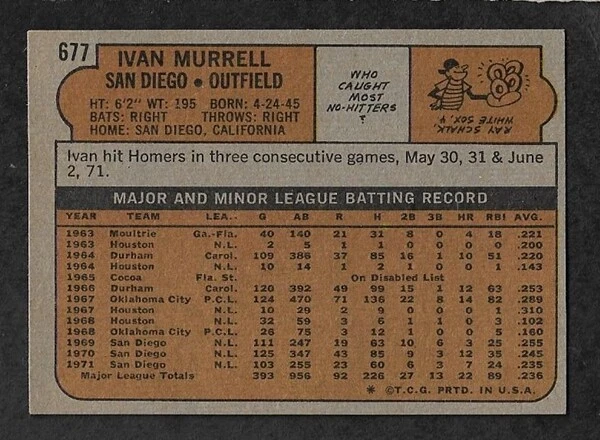 677
IVAN MURRELL
SAN DIEGO • OUTFIELD
HT: 6'2" WT: 195 BORN: 4-24-45
BATS: RIGHT THROWS: RIGHT
HOME: SAN DIEGO, CALIFORNIA
WHO
CAUGHT
MOST
NO-HITTERS
?
RAY SCHALK,
WHITE SOX, 4
Ivan hit Homers in three consecutive games, May 30, 31 & June
2, 71.
MAJOR AND MINOR LEAGUE BATTING RECORD
YEAR TEAM LEA. G AB R H 2B 3B HR RBI AVG.
1963 Moultrie Ga.-Fla. 40 140 21 31 8 0 4 18 .221
1963 Houston N.L. 2 5 1 1 0 0 0 0 .200
1964 Durham Carol. 109 386 37 85 16 1 10 51 .220
1964 Houston N.L. 10 14 1 2 1 0 0 1 .143
1965 Cocoa Fla. St. On Disabled List
1966 Durham Carol. 120 392 49 99 15 1 12 63 .253
1967 Oklahoma City P.C.L. 124 470 71 136 22 8 14 82 .289
1967 Houston N.L. 10 29 2 9 0 0 0 1 .310
1968 Houston N.L. 32 59 3 6 1 1 0 3 .102
1968 Oklahoma City P.C.L. 26 75 3 12 1 0 0 5 .160
1969 San Diego N.L. 111 247 19 63 10 6 3 25 .255
1970 San Diego N.L. 125 347 43 85 9 3 12 35 .245
1971 San Diego N.L. 103 255 23 60 6 3 7 24 .235
Major League Totals 393 956 92 226 27 13 22 89 .236
* ©T.C.G. PRTD. IN U.S.A.